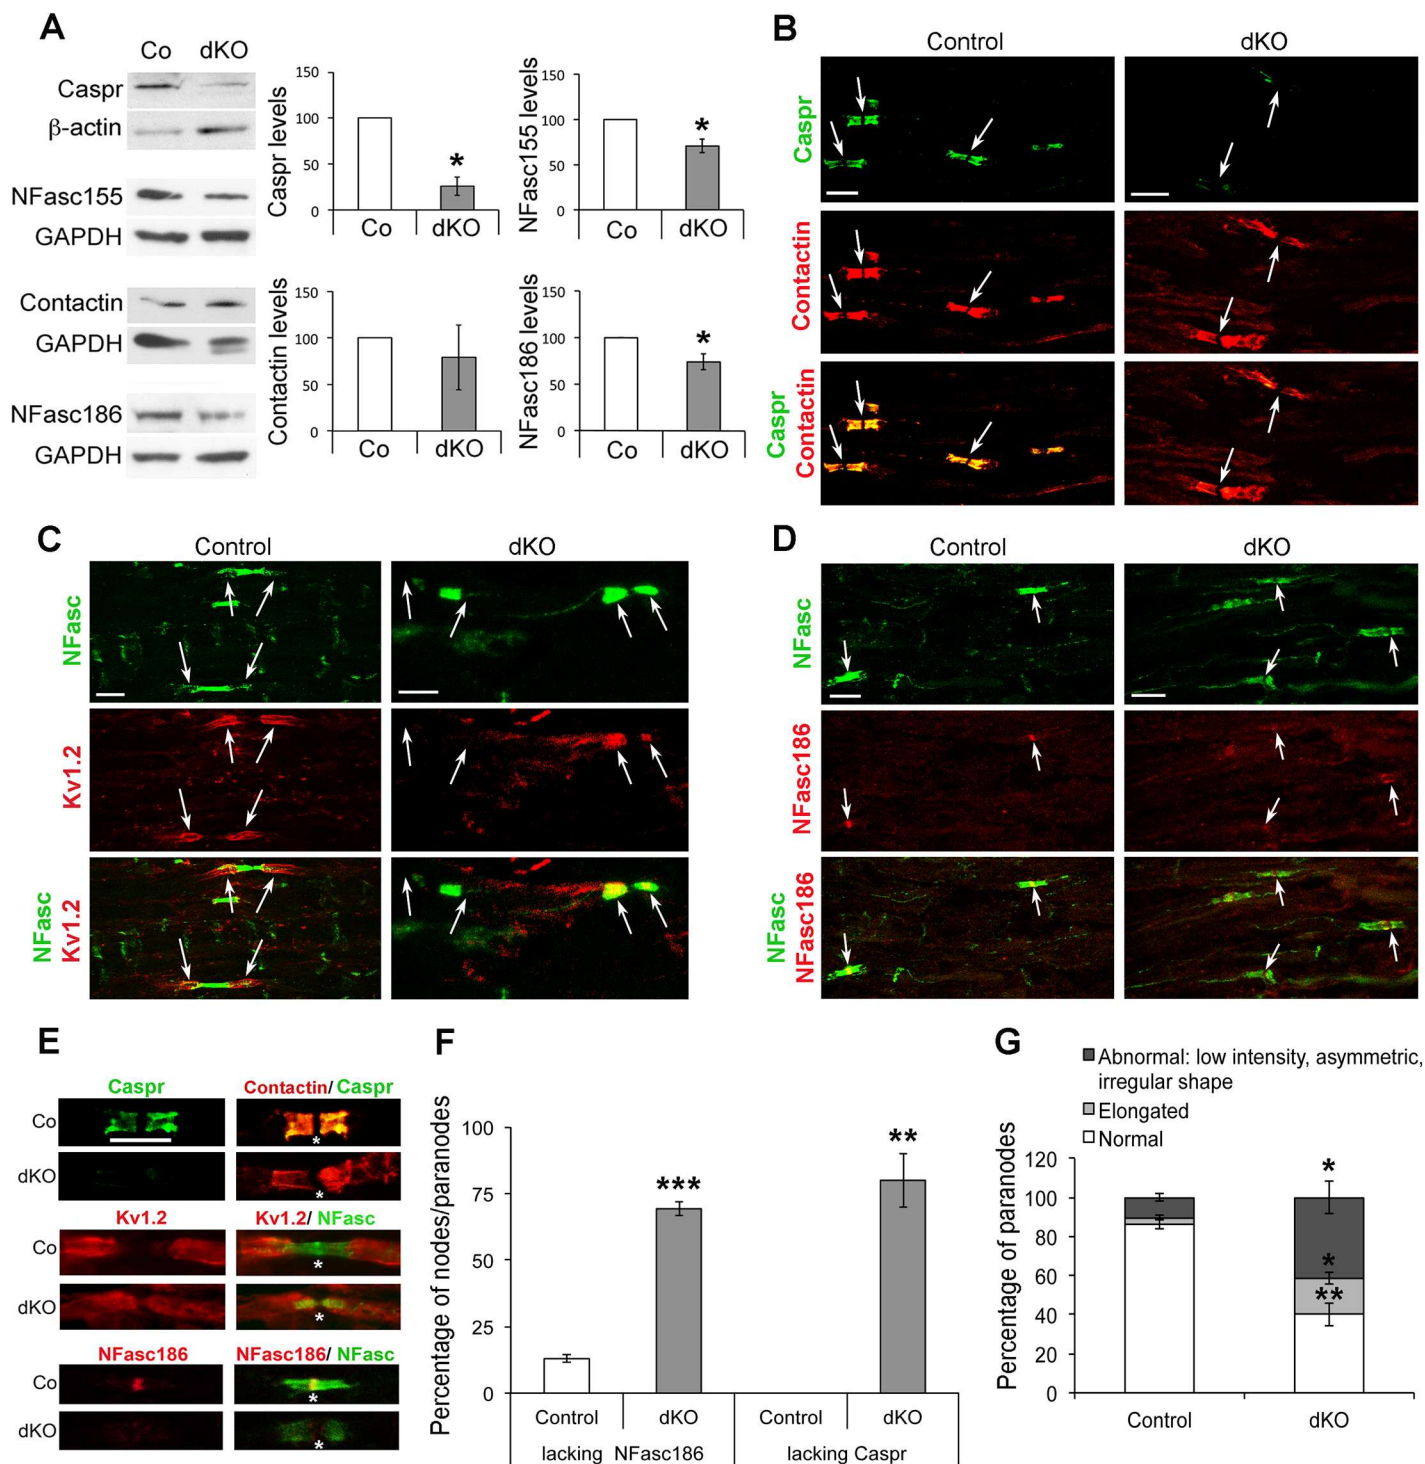 A
Co dKO
Caspr
β-actin
NFasc155
GAPDH
Contactin
GAPDH
NFasc186
GAPDH
Caspr levels
150
100
50
0
Co dKO
NFasc155 levels
150
100
50
0
Co dKO
*
*
Contactin levels
150
100
50
0
Co dKO
NFasc186 levels
150
100
50
0
Co dKO
*
B
Control dKO
Caspr
Contactin
Caspr
Contactin
C
Control dKO
NFasc
Kv1.2
NFasc
Kv1.2
D
Control dKO
NFasc
NFasc186
NFasc
NFasc186
E
Caspr Contactin/ Caspr
Co
*
dKO
*
Kv1.2 Kv1.2/ NFasc
Co
*
dKO
*
NFasc186 NFasc186/ NFasc
Co
*
dKO
*
F
Percentage of nodes/paranodes
100
75
50
25
0
***
**
Control dKO Control dKO
lacking NFasc186 lacking Caspr
G
Abnormal: low intensity, asymmetric,
irregular shape
Elongated
Normal
Percentage of paranodes
120
100
80
60
40
20
0
*
*
**
Control dKO